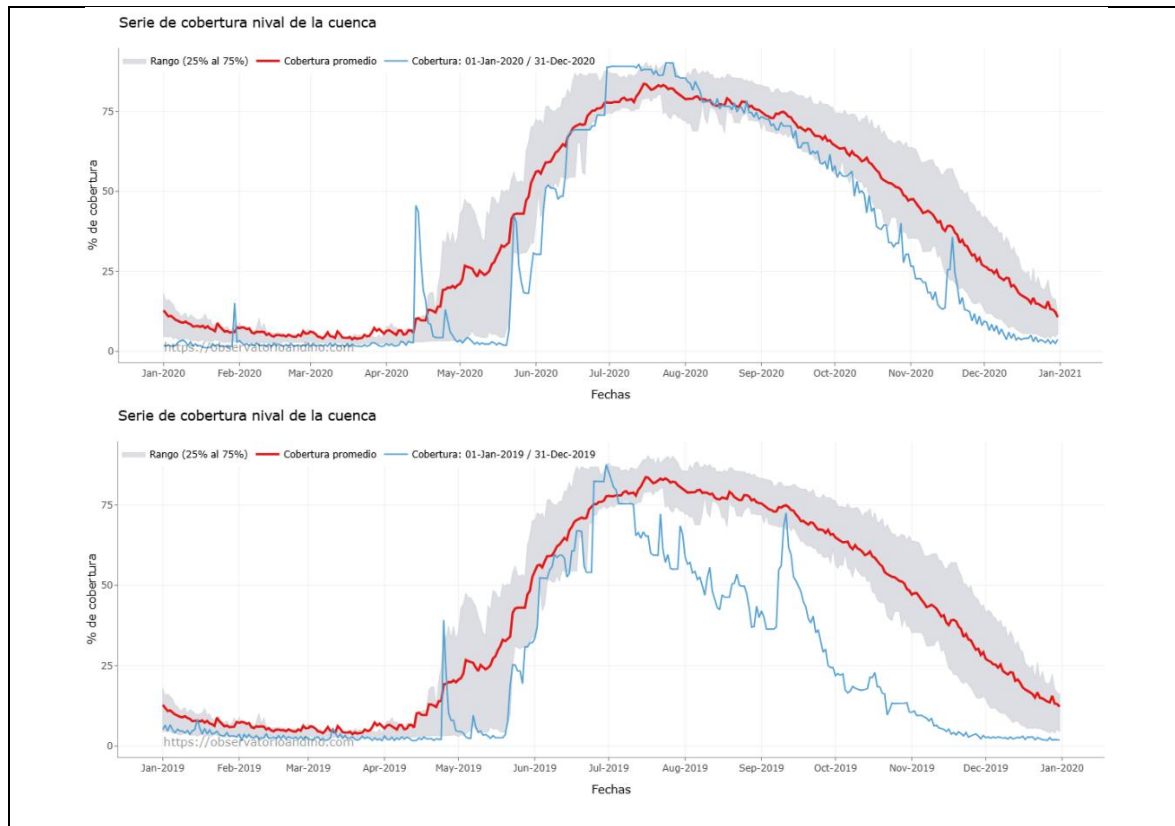 Serie de cobertura nival de la cuenca
Rango (25% al 75%) Cobertura promedio Cobertura: 01-Jan-2020 / 31-Dec-2020
75
50
25
0
% de cobertura
https://observatorioandino.com
Jan-2020 Feb-2020 Mar-2020 Apr-2020 May-2020 Jun-2020 Jul-2020 Aug-2020 Sep-2020 Oct-2020 Nov-2020 Dec-2020 Jan-2021
Fechas
Serie de cobertura nival de la cuenca
Rango (25% al 75%) Cobertura promedio Cobertura: 01-Jan-2019 / 31-Dec-2019
75
50
25
0
% de cobertura
https://observatorioandino.com
Jan-2019 Feb-2019 Mar-2019 Apr-2019 May-2019 Jun-2019 Jul-2019 Aug-2019 Sep-2019 Oct-2019 Nov-2019 Dec-2019 Jan-2020
Fechas